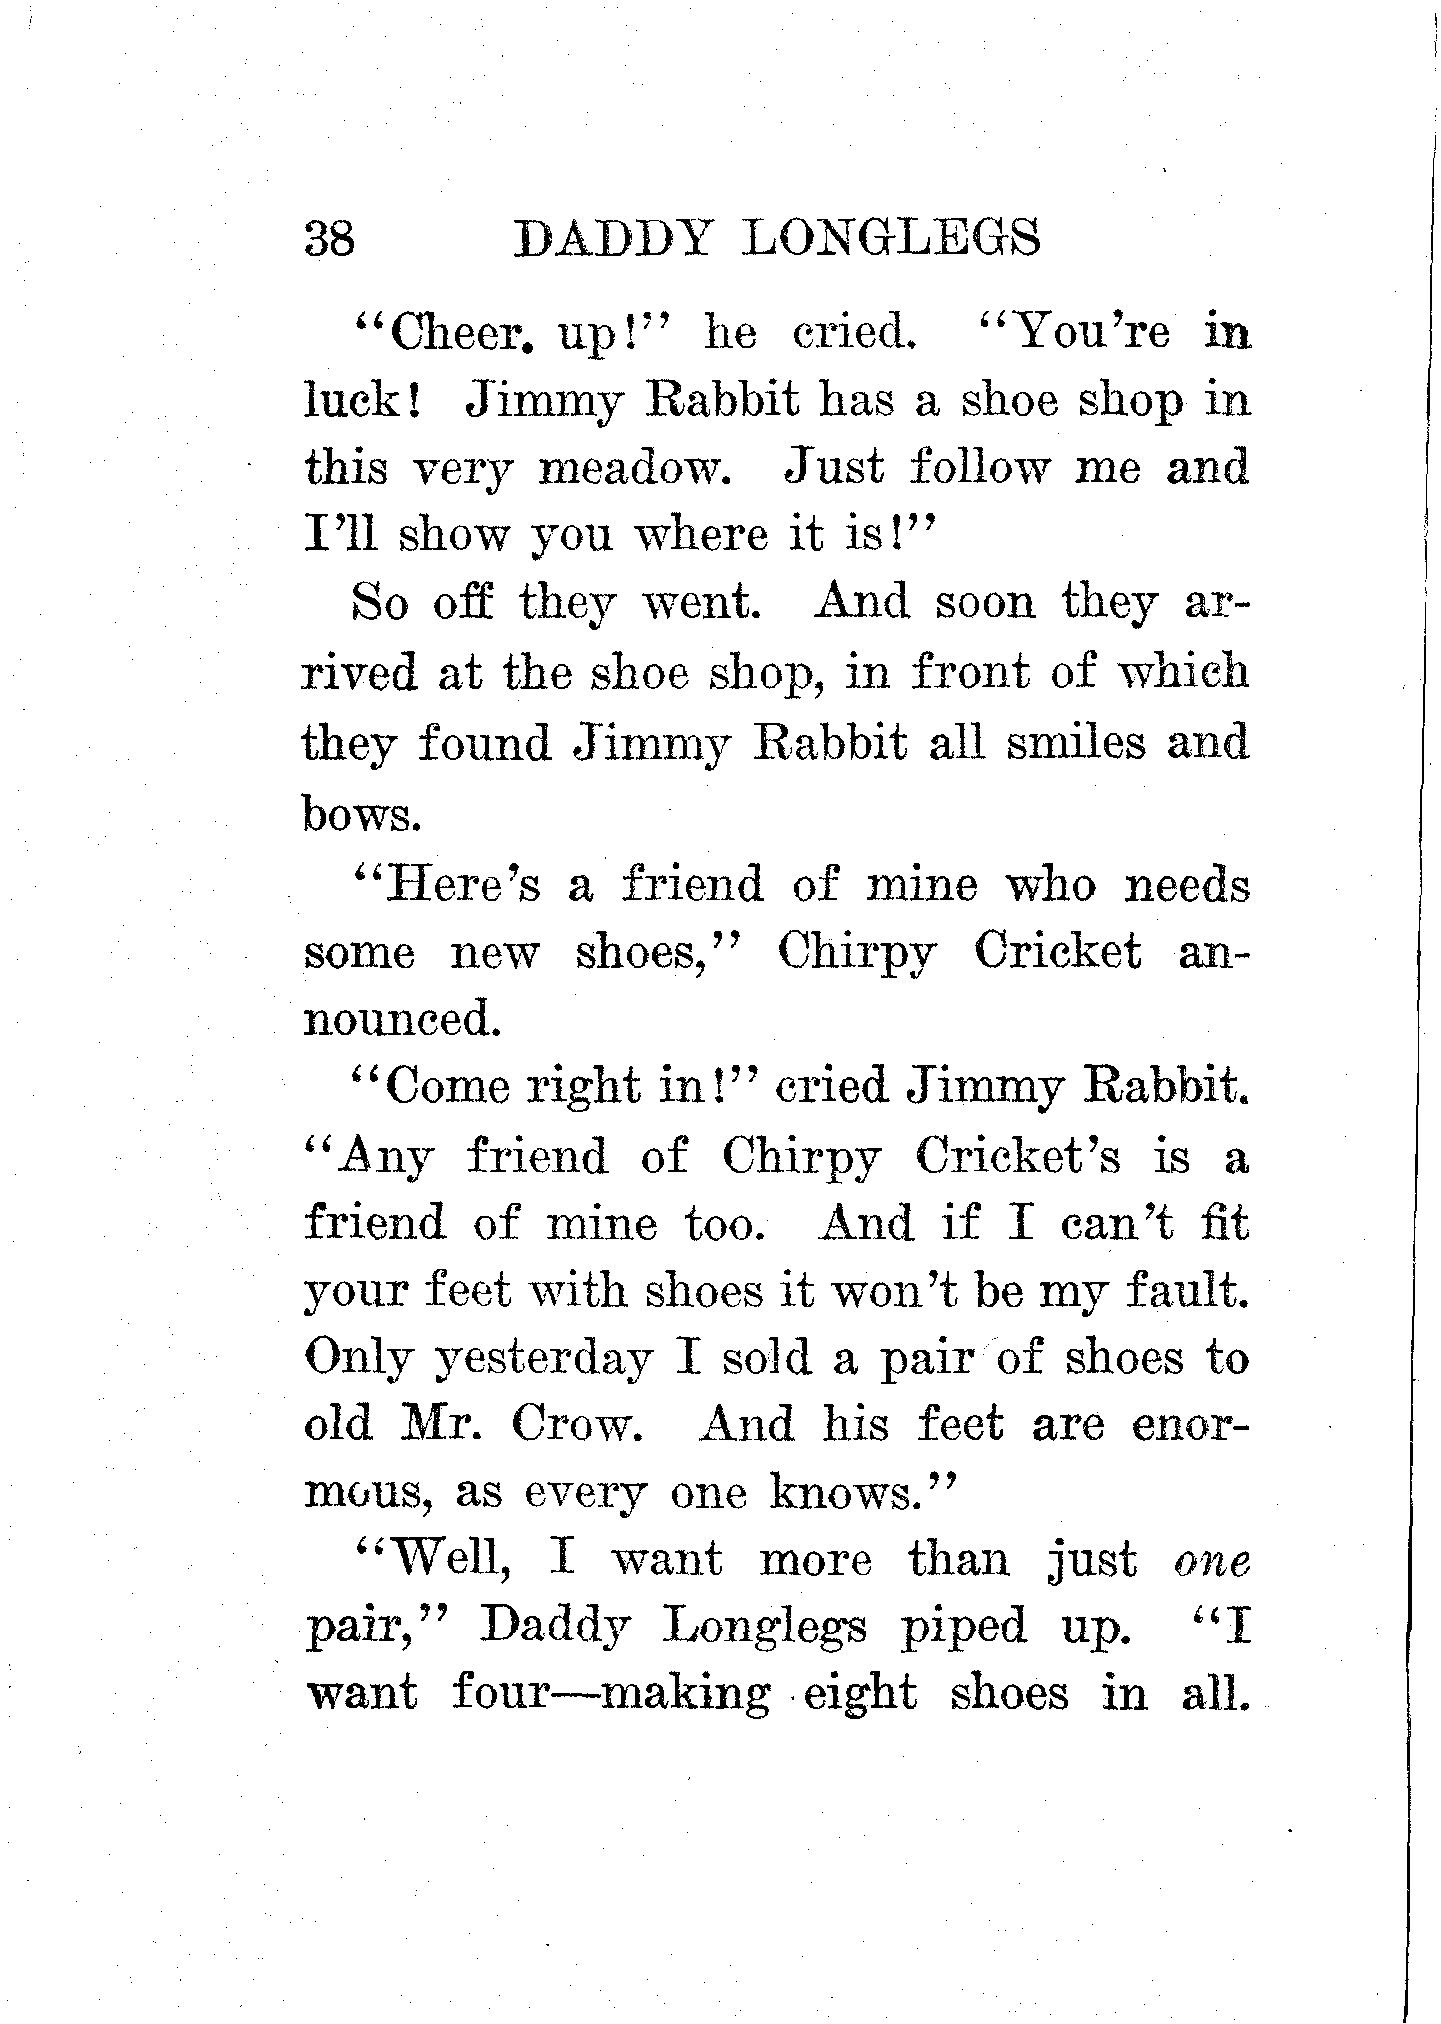 38 DADDY LONGLEGS
“Cheer. up!” he cried. “You're in
luck! Jimmy Rabbit has a shoe shop in
this very meadow. Just follow me and
I'll show you where it is!”
So off they went. And soon they ar-
rived at the shoe shop, in front of which
they found Jimmy Rabbit all smiles and
bows.
“Here's a friend of mine who needs
some new shoes,” Chirpy Cricket an-
nounced.
“Come right in!” cried Jimmy Rabbit.
“Any friend of Chirpy Cricket's is a
friend of mine too. And if I can't fit
your feet with shoes it won't be my fault.
Only yesterday I sold a pair of shoes to
old Mr. Crow. And his feet are enor-
mous, as every one knows.”
“Well, I want more than just one
pair,” Daddy Longlegs piped up. “I
want four—making eight shoes in all.